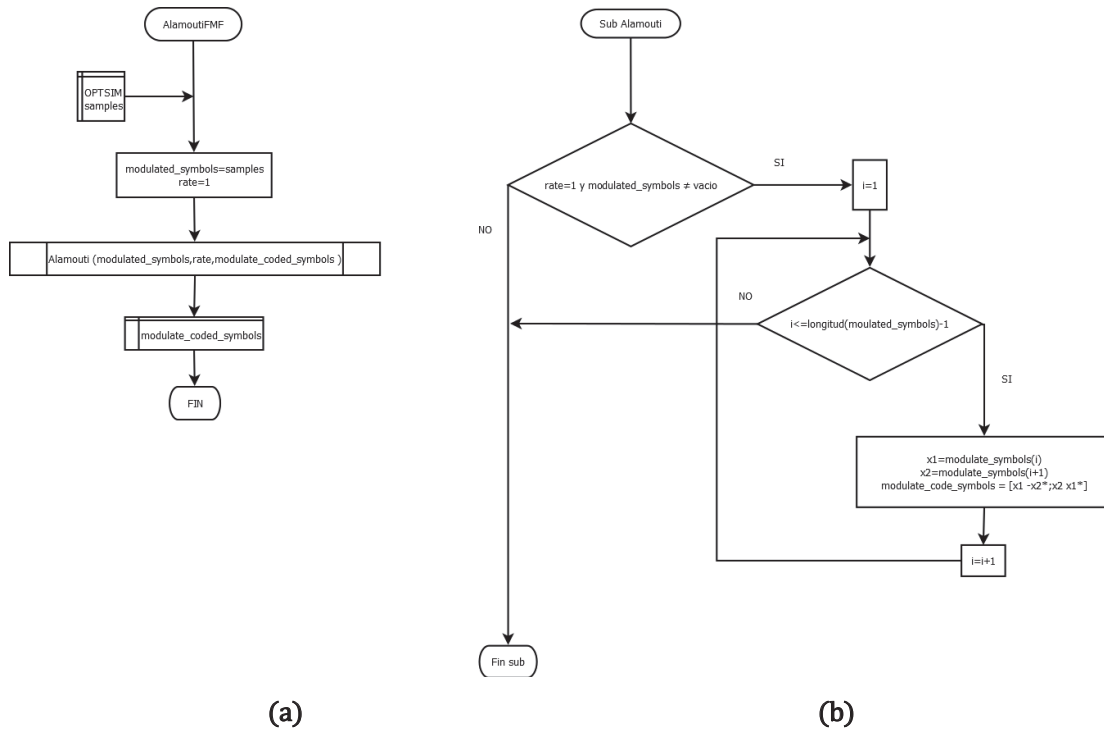 AlamoutiFMF
OPTSIM
samples
modulated_symbols=samples
rate=1
Alamouti (modulated_symbols,rate,modulate_coded_symbols )
modulate_coded_symbols
FIN
(a)
Sub Alamouti
rate=1 y modulated_symbols ≠ vacio
SI
i=1
NO
NO
i<=longitud(moulated_symbols)-1
SI
x1=modulate_symbols(i)
x2=modulate_symbols(i+1)
modulate_code_symbols = [x1 -x2*;x2 x1*]
i=i+1
Fin sub
(b)